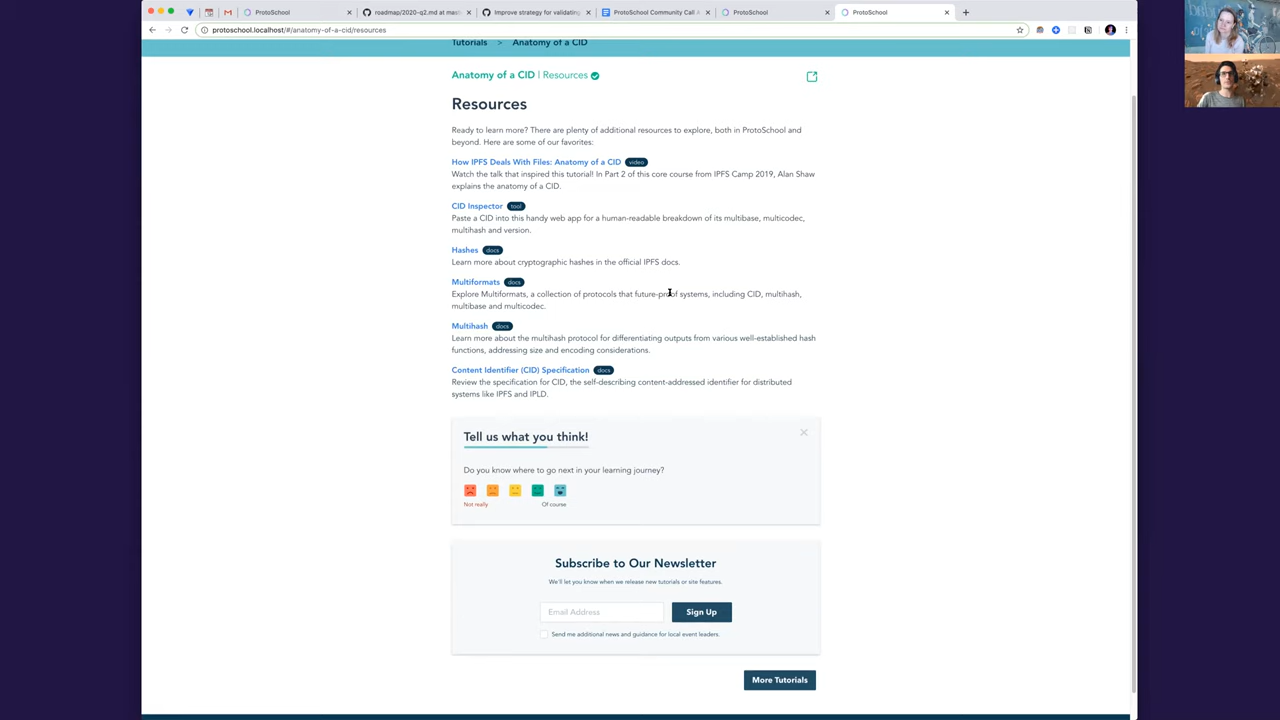 ProtoSchool
roadmap/2020-q2.md at mast
Improve strategy for validating
ProtoSchool Community Call A
ProtoSchool
ProtoSchool
protoschool.localhost/#/anatomy-of-a-cid/resources
Tutorials > Anatomy of a CID
Anatomy of a CID | Resources
Resources
Ready to learn more? There are plenty of additional resources to explore, both in ProtoSchool and
beyond. Here are some of our favorites:
How IPFS Deals With Files: Anatomy of a CID video
Watch the talk that inspired this tutorial! In Part 2 of this core course from IPFS Camp 2019, Alan Shaw
explains the anatomy of a CID.
CID Inspector tool
Paste a CID into this handy web app for a human-readable breakdown of its multibase, multicodec,
multihash and version.
Hashes docs
Learn more about cryptographic hashes in the official IPFS docs.
Multiformats docs
Explore Multiformats, a collection of protocols that future-proof systems, including CID, multihash,
multibase and multicodec.
Multihash docs
Learn more about the multihash protocol for differentiating outputs from various well-established hash
functions, addressing size and encoding considerations.
Content Identifier (CID) Specification docs
Review the specification for CID, the self-describing content-addressed identifier for distributed
systems like IPFS and IPLD.
Tell us what you think!
Do you know where to go next in your learning journey?
Not really Of course
Subscribe to Our Newsletter
We'll let you know when we release new tutorials or site features.
Email Address Sign Up
Send me additional news and guidance for local event leaders.
More Tutorials